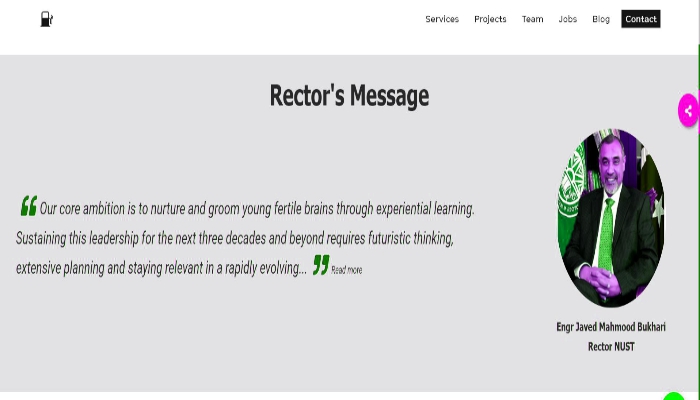 Services Projects Team Jobs Blog Contact
Rector's Message
“ Our core ambition is to nurture and groom young fertile brains through experiential learning.
Sustaining this leadership for the next three decades and beyond requires futuristic thinking,
extensive planning and staying relevant in a rapidly evolving... ” Read more
Engr Javed Mahmood Bukhari
Rector NUST